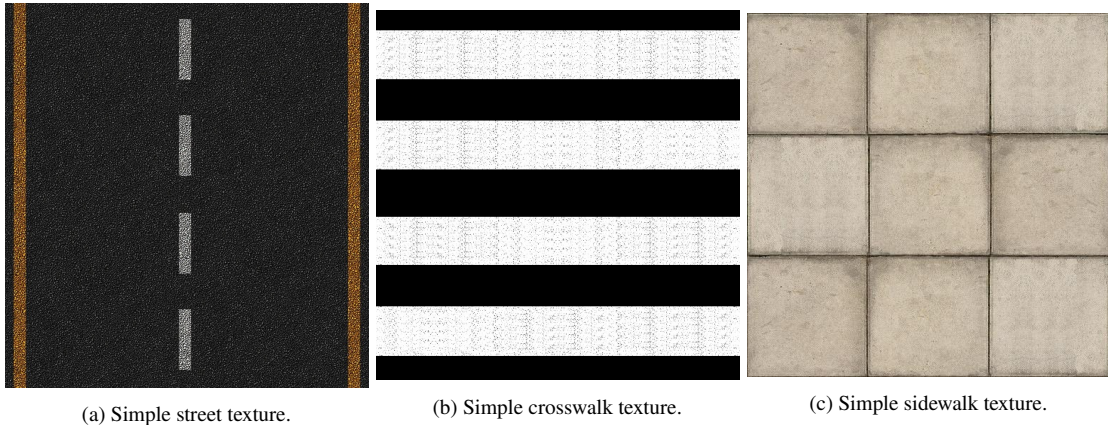 (a) Simple street texture.
(b) Simple crosswalk texture.
(c) Simple sidewalk texture.